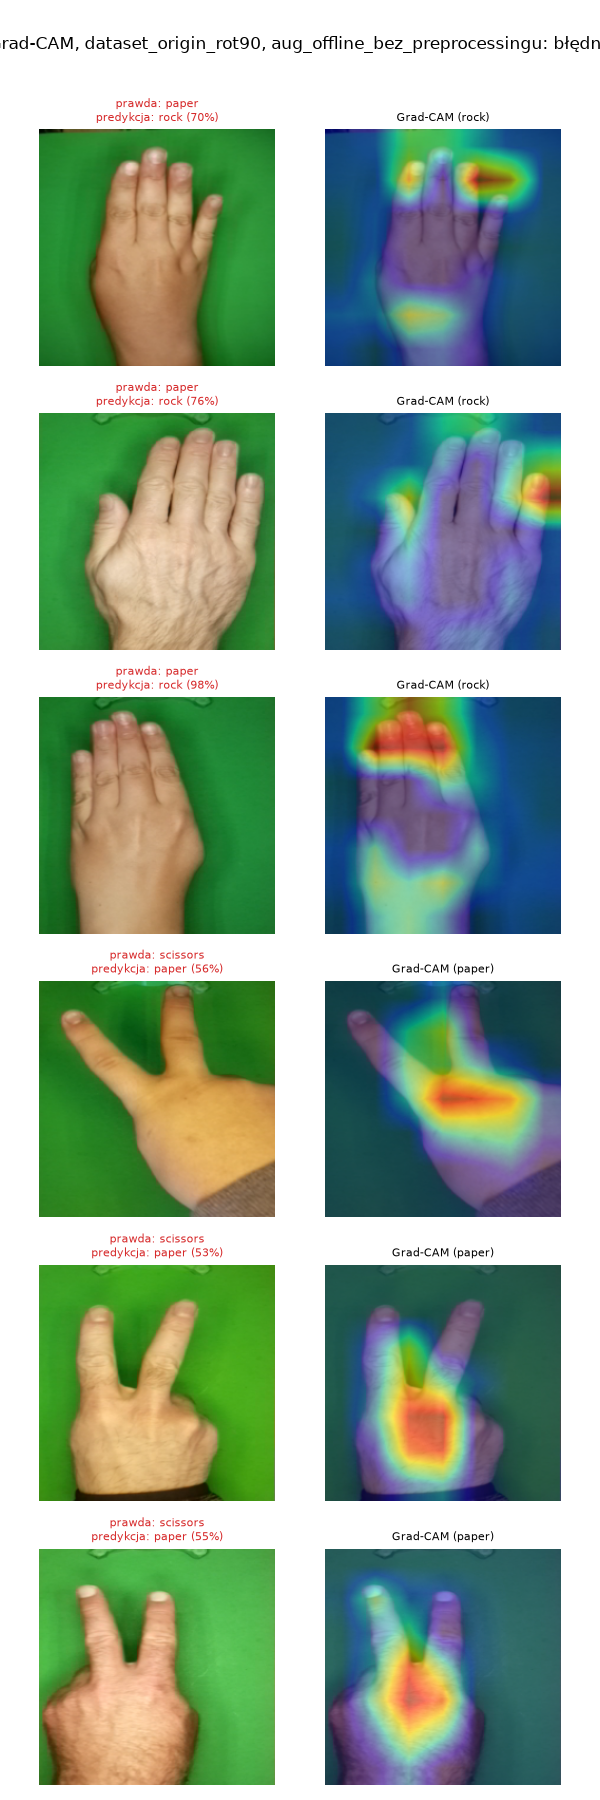 rad-CAM, dataset_origin_rot90, aug_offline_bez_preprocessingu: błędn
prawda: paper
predykcja: rock (70%)
Grad-CAM (rock)
prawda: paper
predykcja: rock (76%)
Grad-CAM (rock)
prawda: paper
predykcja: rock (98%)
Grad-CAM (rock)
prawda: scissors
predykcja: paper (56%)
Grad-CAM (paper)
prawda: scissors
predykcja: paper (53%)
Grad-CAM (paper)
prawda: scissors
predykcja: paper (55%)
Grad-CAM (paper)